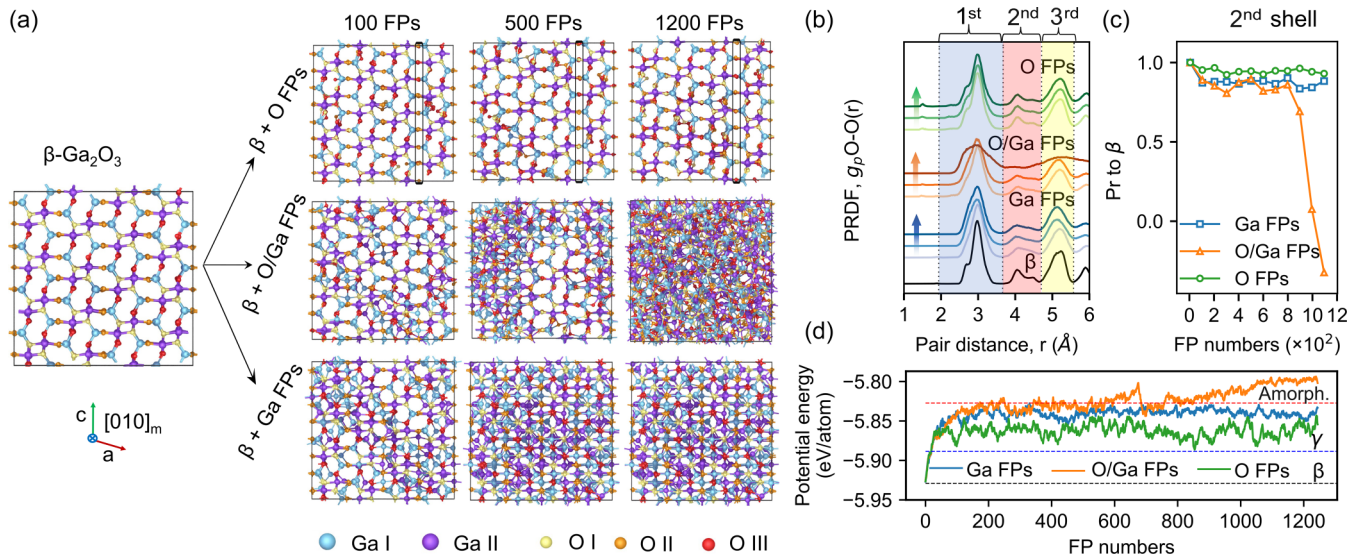 (a)
100 FPs
500 FPs
1200 FPs
β-Ga₂O₃
β + O FPs
β + O/Ga FPs
β + Ga FPs
c
[010]ₘ
a
Ga I
Ga II
O I
O II
O III
(b)
1ˢᵗ
2ⁿᵈ
3ʳᵈ
O FPs
O/Ga FPs
Ga FPs
β
PRDF, gₚO-O(r)
1 2 3 4 5 6
Pair distance, r (Å)
(c)
2ⁿᵈ shell
1.0
0.5
0.0
Pr to β
Ga FPs
O/Ga FPs
O FPs
0 2 4 6 8 10 12
FP numbers (×10²)
(d)
Potential energy
(eV/atom)
−5.80
−5.85
−5.90
−5.95
Amorph.
γ
β
Ga FPs
O/Ga FPs
O FPs
0 200 400 600 800 1000 1200
FP numbers